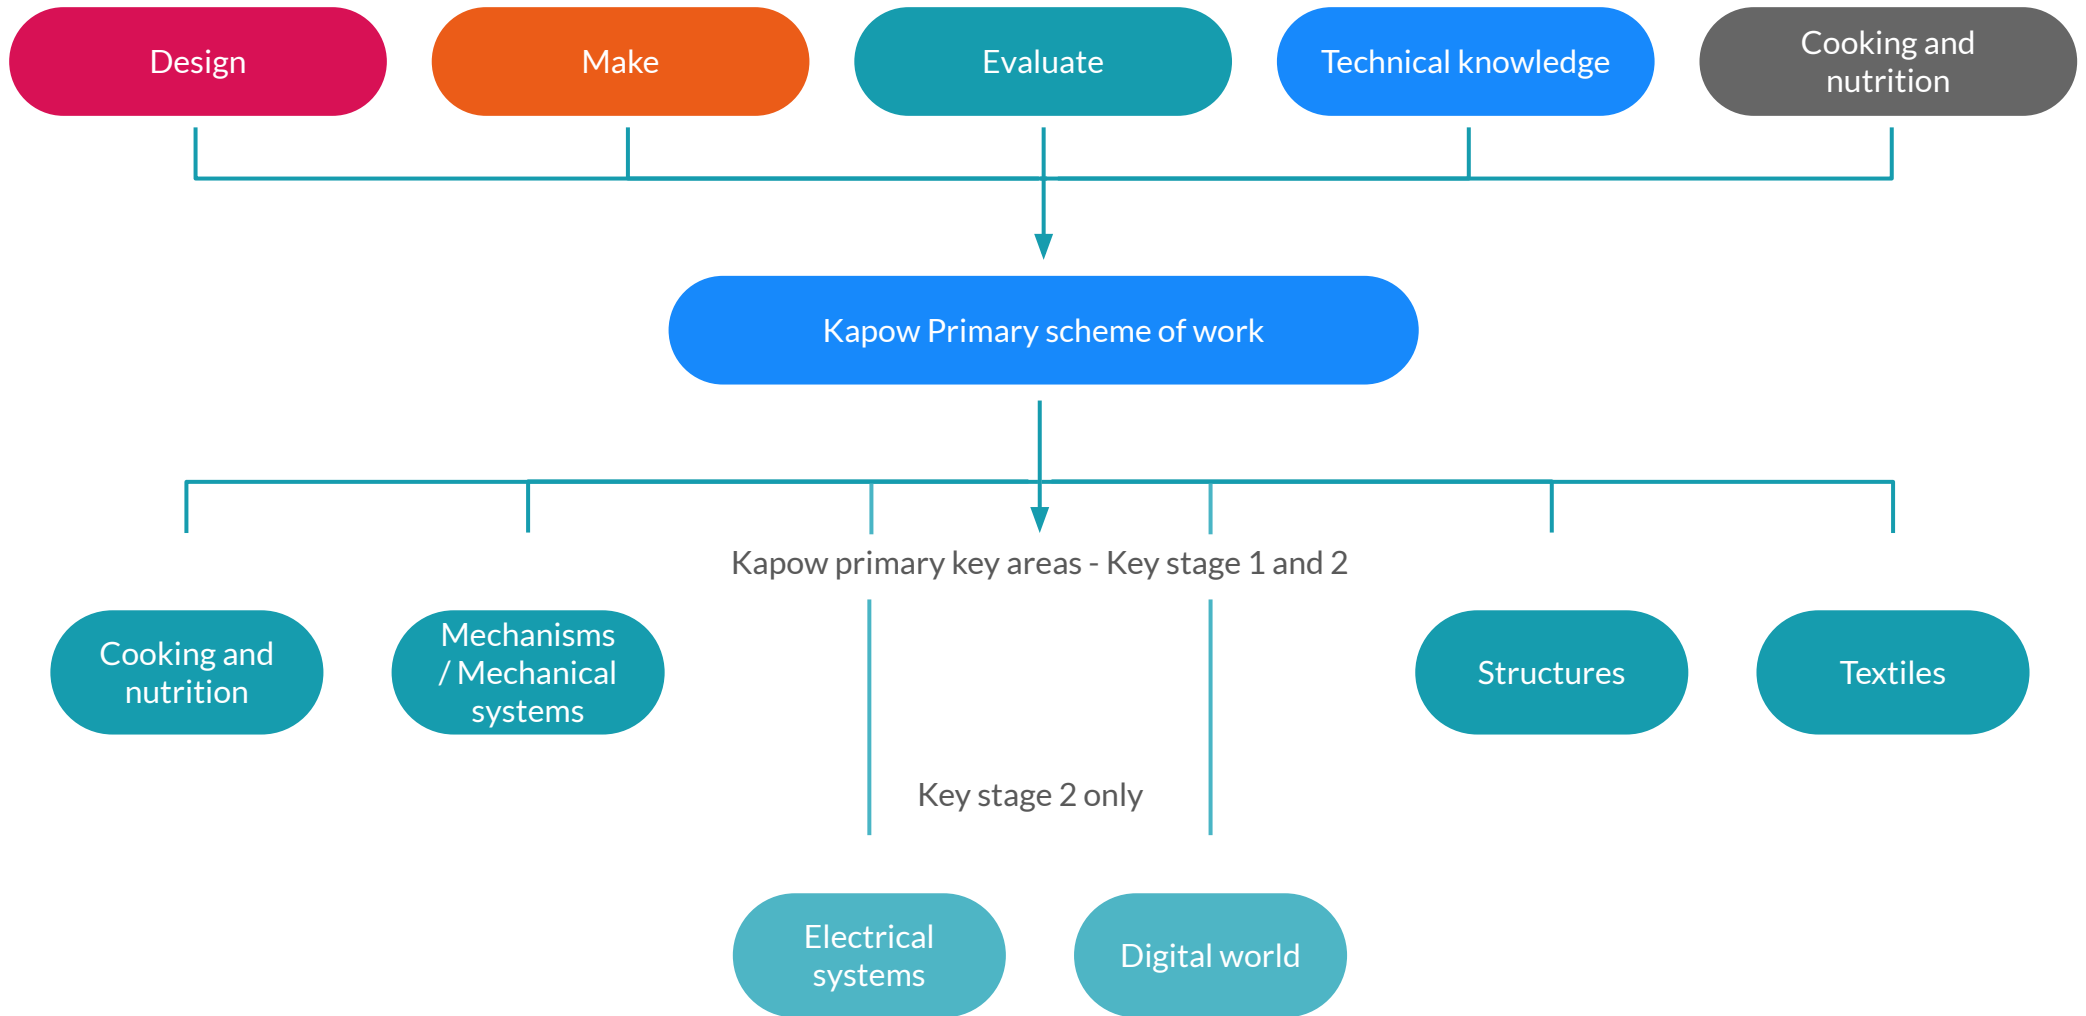 Design
Make
Evaluate
Technical knowledge
Cooking and
nutrition
Kapow Primary scheme of work
Kapow primary key areas - Key stage 1 and 2
Cooking and
nutrition
Mechanisms
/ Mechanical
systems
Structures
Textiles
Key stage 2 only
Electrical
systems
Digital world